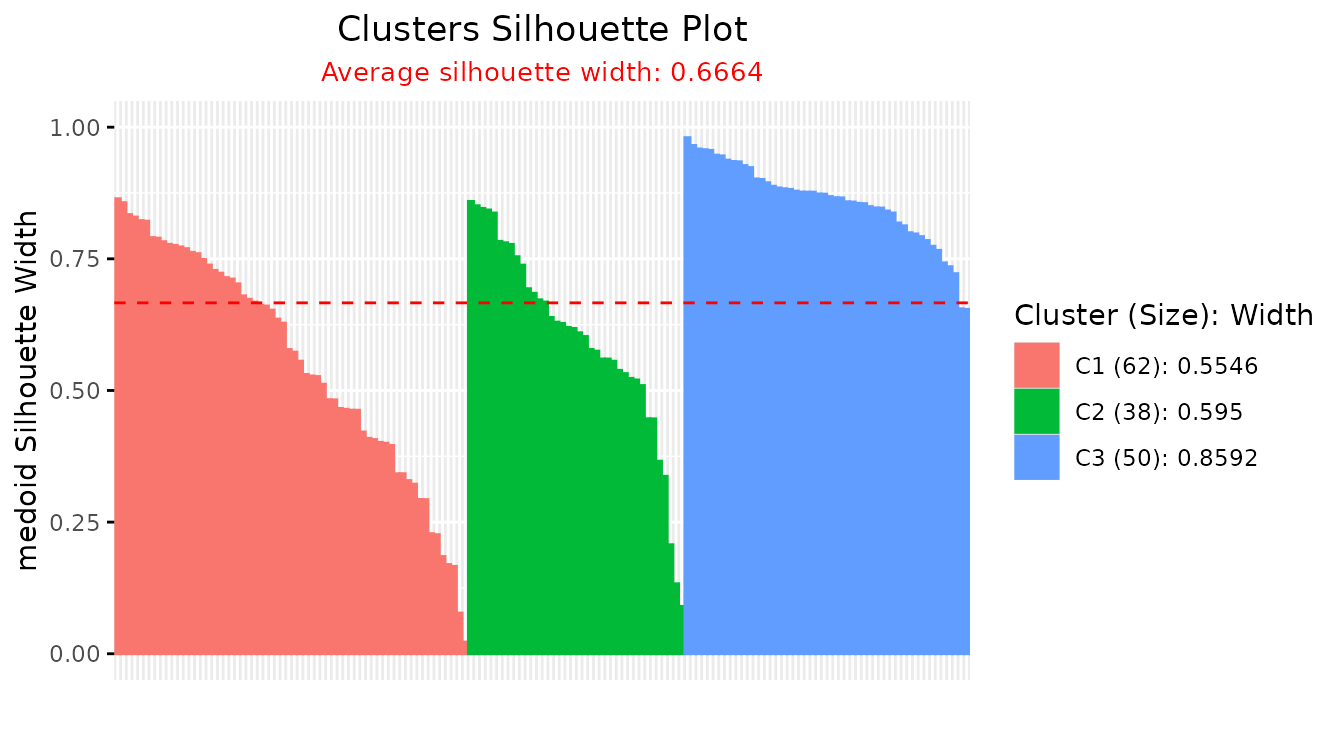 Clusters Silhouette Plot
Average silhouette width: 0.6664
medoid Silhouette Width
1.00
0.75
0.50
0.25
0.00
Cluster (Size): Width
C1 (62): 0.5546
C2 (38): 0.595
C3 (50): 0.8592